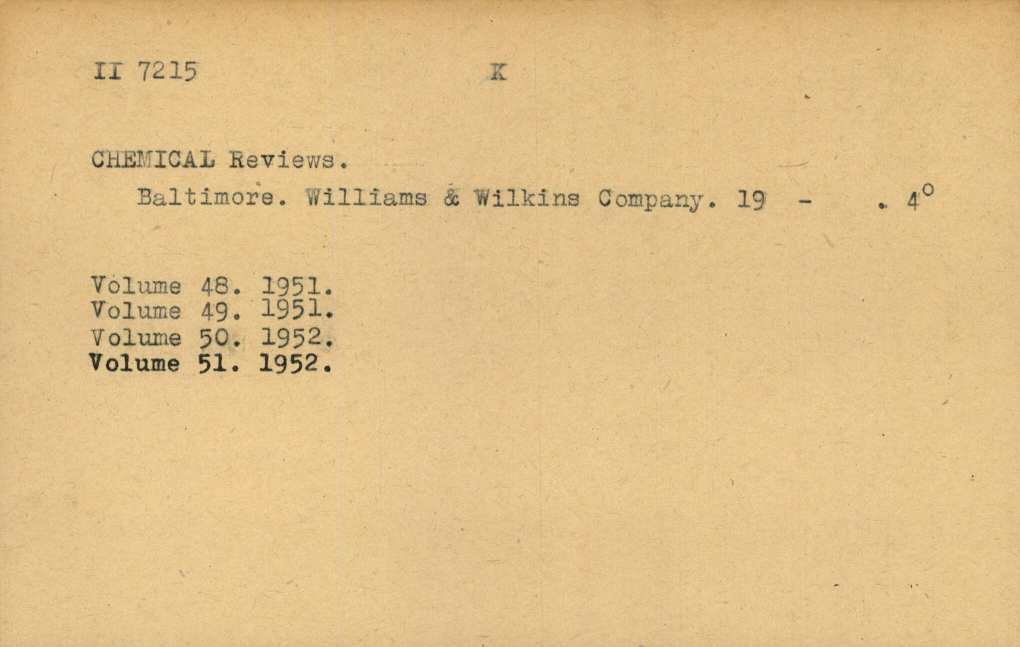 II 7215 K
CHEMICAL Reviews.
Baltimore. Williams & Wilkins Company. 19 - . 4°
Volume 48. 1951.
Volume 49. 1951.
Volume 50. 1952.
Volume 51. 1952.